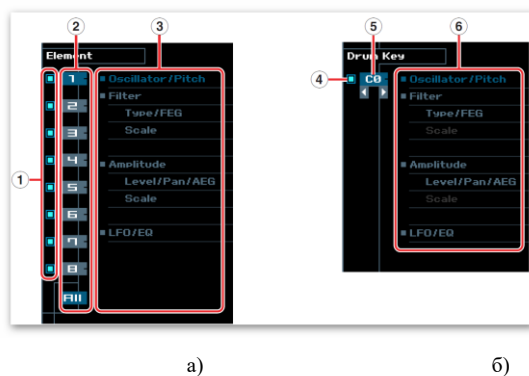 2 3 5 6
Element
1
2
3
4
5
6
7
8
All
Oscillator/Pitch
Filter
Type/FEG
Scale
Amplitude
Level/Pan/AEG
Scale
LFO/EQ
1
Drum Key
4
C0
Oscillator/Pitch
Filter
Type/FEG
Scale
Amplitude
Level/Pan/AEG
Scale
LFO/EQ
а) б)